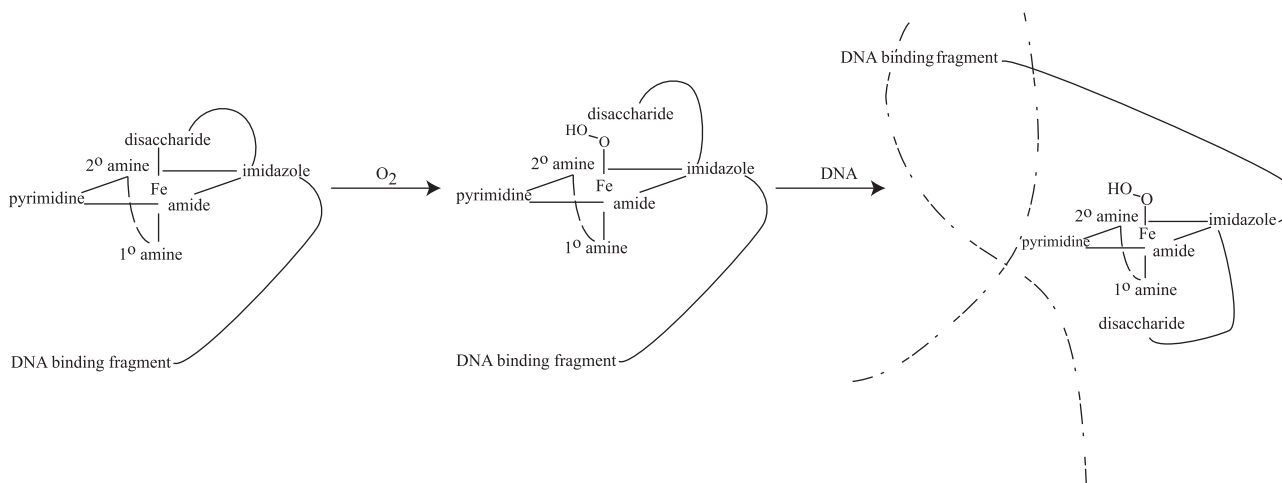 disaccharide
2º amine
Fe
imidazole
pyrimidine
amide
1º amine
DNA binding fragment
O2
disaccharide
HO
O
2º amine
Fe
imidazole
pyrimidine
amide
1º amine
DNA binding fragment
DNA
DNA binding fragment
HO
O
2º amine
Fe
imidazole
pyrimidine
amide
1º amine
disaccharide